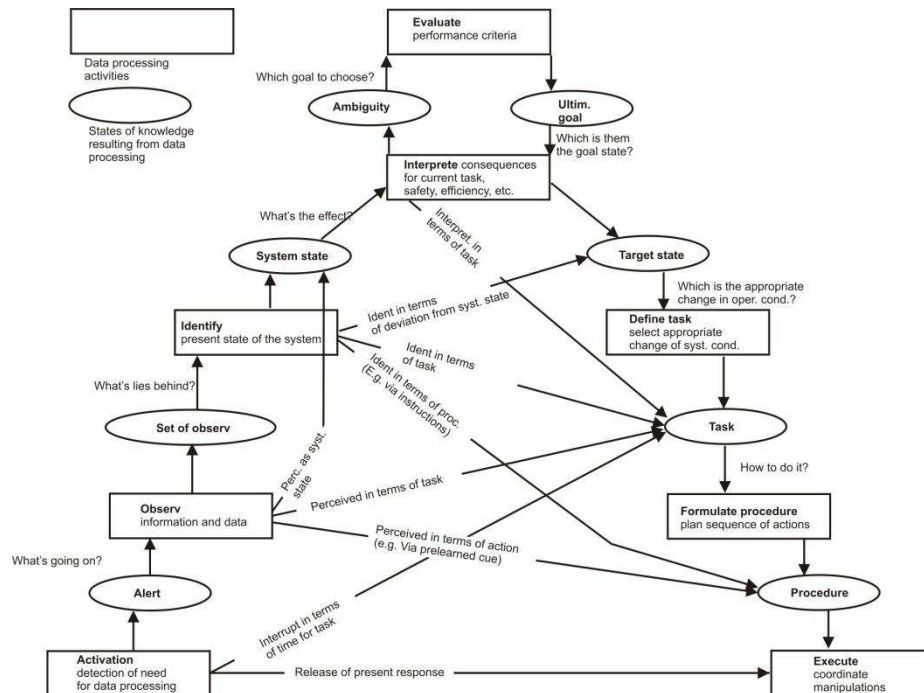 Evaluate
performance criteria
Data processing
activities
Which goal to choose?
Ambiguity
Ultim.
goal
States of knowledge
resulting from data
processing
Which is them
the goal state?
Interprete consequences
for current task,
safety, efficiency, etc.
What's the effect?
Interpret. in
terms of task
System state
Target state
Ident in terms
of deviation from syst. state
Which is the appropriate
change in oper. cond.?
Identify
present state of the system
Define task
select appropriate
change of syst. cond.
Ident in terms
of task
Ident in terms of proc.
(E.g. via instructions)
What's lies behind?
Set of observ
Task
Perc. as syst.
state
How to do it?
Perceived in terms of task
Observ
information and data
Formulate procedure
plan sequence of actions
Perceived in terms of action
(e.g. Via prelearned cue)
What's going on?
Alert
Procedure
Interrupt in terms
of time for task
Activation
detection of need
for data processing
Release of present response
Execute
coordinate
manipulations